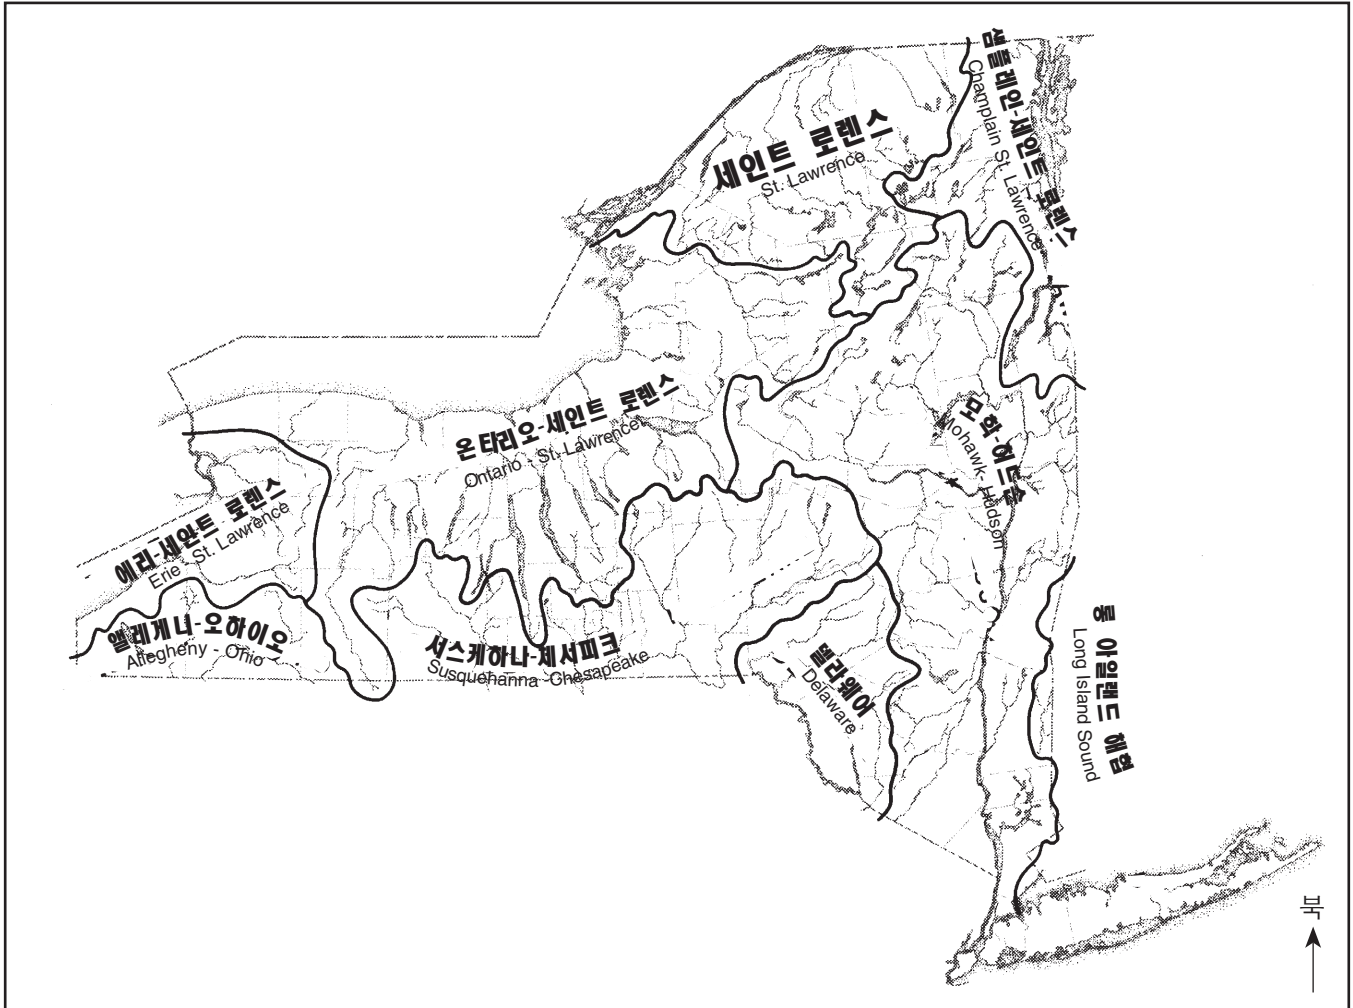 샘플레인-세인트 로렌스
Champlain St. Lawrence
세인트 로렌스
St. Lawrence
온타리오-세인트 로렌스
Ontario - St. Lawrence
모학-허드슨
Mohawk - Hudson
에리-세인트 로렌스
Erie - St. Lawrence
앨레게니-오하이오
Allegheny - Ohio
서스케하나-체서피크
Susquehanna - Chesapeake
델라웨어
Delaware
롱 아일랜드 해협
Long Island Sound
북